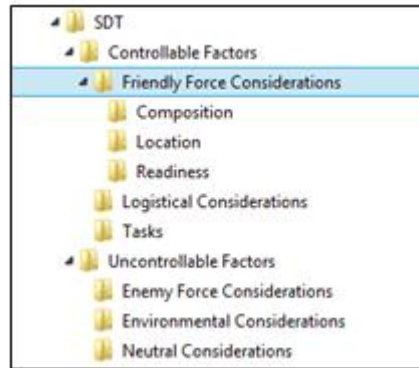 SDT
Controllable Factors
Friendly Force Considerations
Composition
Location
Readiness
Logistical Considerations
Tasks
Uncontrollable Factors
Enemy Force Considerations
Environmental Considerations
Neutral Considerations